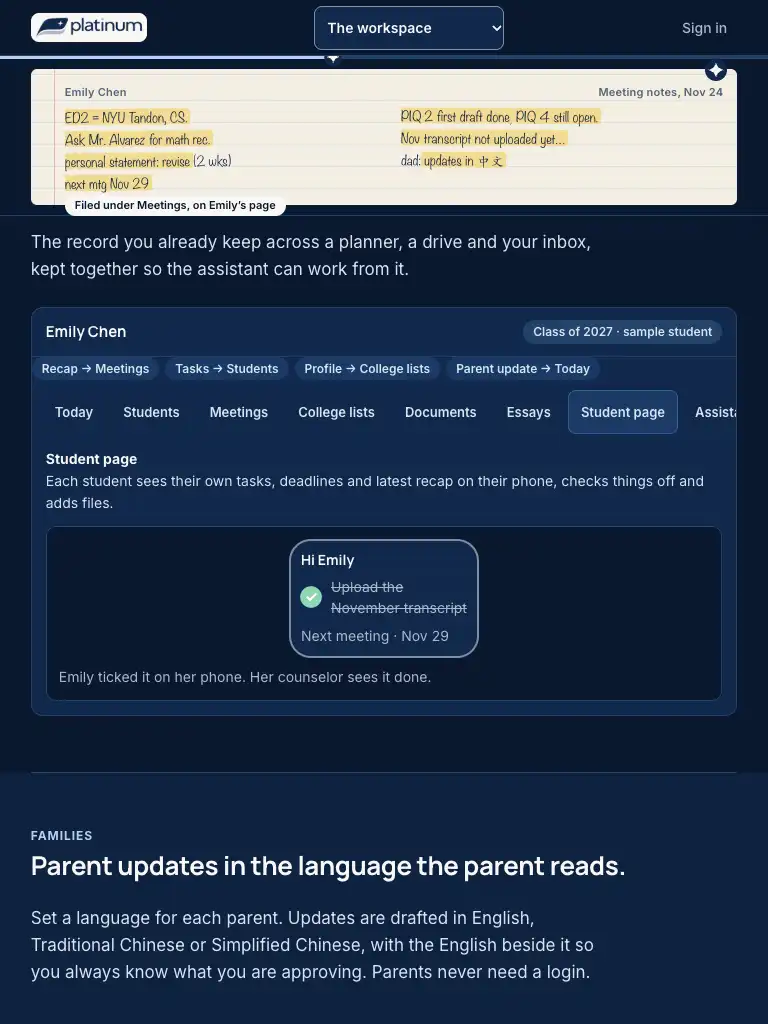 platinum
The workspace
Sign in
Emily Chen
Meeting notes, Nov 24
ED2 = NYU Tandon, CS.
Ask Mr. Alvarez for math rec.
personal statement: revise (2 wks)
next mtg Nov 29
PIQ 2 first draft done, PIQ 4 still open.
Nov transcript not uploaded yet...
dad: updates in 中文
Filed under Meetings, on Emily's page
The record you already keep across a planner, a drive and your inbox,
kept together so the assistant can work from it.
Emily Chen
Class of 2027 · sample student
Recap → Meetings
Tasks → Students
Profile → College lists
Parent update → Today
Today
Students
Meetings
College lists
Documents
Essays
Student page
Assista
Student page
Each student sees their own tasks, deadlines and latest recap on their phone, checks things off and
adds files.
Hi Emily
Upload the
November transcript
Next meeting · Nov 29
Emily ticked it on her phone. Her counselor sees it done.
FAMILIES
Parent updates in the language the parent reads.
Set a language for each parent. Updates are drafted in English,
Traditional Chinese or Simplified Chinese, with the English beside it so
you always know what you are approving. Parents never need a login.